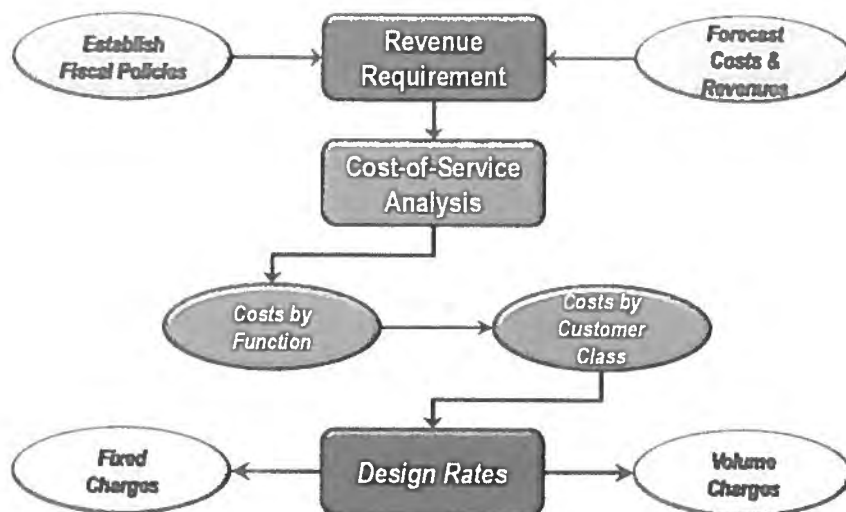 Establish
Fiscal Policies
Revenue
Requirement
Forecast
Costs &
Revenues
Cost-of-Service
Analysis
Costs by
Function
Costs by
Customer
Class
Fixed
Charges
Design Rates
Volume
Charges